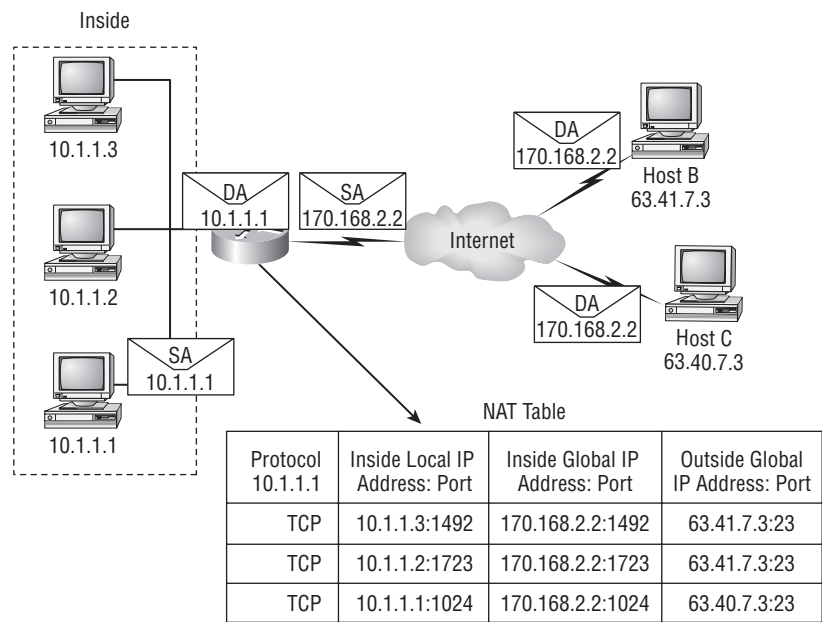 Inside
10.1.1.3
10.1.1.2
10.1.1.1
SA
10.1.1.1
DA
10.1.1.1
SA
170.168.2.2
Internet
DA
170.168.2.2
Host B
63.41.7.3
DA
170.168.2.2
Host C
63.40.7.3
NAT Table
Protocol
10.1.1.1
Inside Local IP
Address: Port
Inside Global IP
Address: Port
Outside Global
IP Address: Port
TCP 10.1.1.3:1492 170.168.2.2:1492 63.41.7.3:23
TCP 10.1.1.2:1723 170.168.2.2:1723 63.41.7.3:23
TCP 10.1.1.1:1024 170.168.2.2:1024 63.40.7.3:23